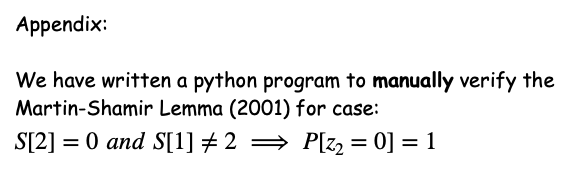 Appendix:
We have written a python program to manually verify the
Martin-Shamir Lemma (2001) for case:
S[2] = 0 and S[1] ≠ 2 ⟹ P[z₂ = 0] = 1